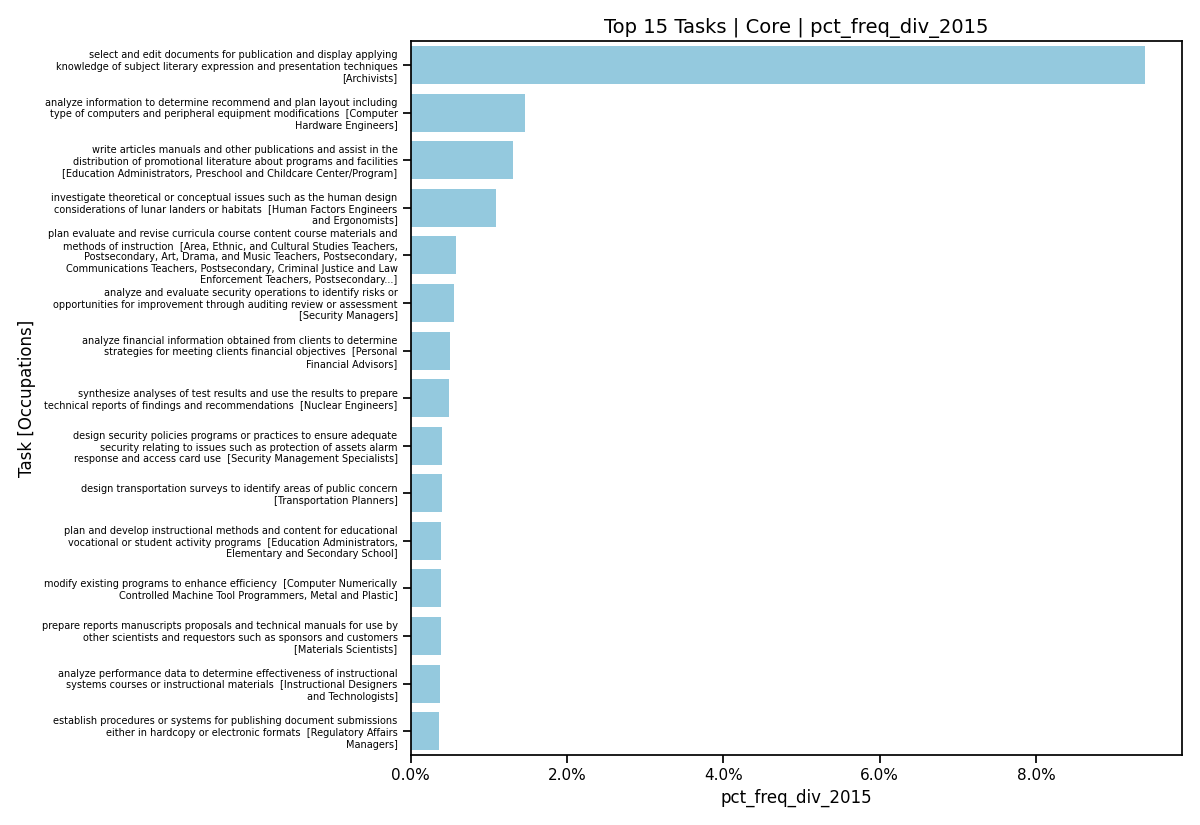 Top 15 Tasks | Core | pct_freq_div_2015
select and edit documents for publication and display applying
knowledge of subject literary expression and presentation techniques
[Archivists]
analyze information to determine recommend and plan layout including
type of computers and peripheral equipment modifications  [Computer
Hardware Engineers]
write articles manuals and other publications and assist in the
distribution of promotional literature about programs and facilities
[Education Administrators, Preschool and Childcare Center/Program]
investigate theoretical or conceptual issues such as the human design
considerations of lunar landers or habitats  [Human Factors Engineers
and Ergonomists]
plan evaluate and revise curricula course content course materials and
methods of instruction  [Area, Ethnic, and Cultural Studies Teachers,
Postsecondary, Art, Drama, and Music Teachers, Postsecondary,
Communications Teachers, Postsecondary, Criminal Justice and Law
Enforcement Teachers, Postsecondary...]
analyze and evaluate security operations to identify risks or
opportunities for improvement through auditing review or assessment
[Security Managers]
analyze financial information obtained from clients to determine
strategies for meeting clients financial objectives  [Personal
Financial Advisors]
synthesize analyses of test results and use the results to prepare
technical reports of findings and recommendations  [Nuclear Engineers]
design security policies programs or practices to ensure adequate
security relating to issues such as protection of assets alarm
response and access card use  [Security Management Specialists]
design transportation surveys to identify areas of public concern
[Transportation Planners]
plan and develop instructional methods and content for educational
vocational or student activity programs  [Education Administrators,
Elementary and Secondary School]
modify existing programs to enhance efficiency  [Computer Numerically
Controlled Machine Tool Programmers, Metal and Plastic]
prepare reports manuscripts proposals and technical manuals for use by
other scientists and requestors such as sponsors and customers
[Materials Scientists]
analyze performance data to determine effectiveness of instructional
systems courses or instructional materials  [Instructional Designers
and Technologists]
establish procedures or systems for publishing document submissions
either in hardcopy or electronic formats  [Regulatory Affairs
Managers]
Task [Occupations]
0.0%
2.0%
4.0%
6.0%
8.0%
pct_freq_div_2015